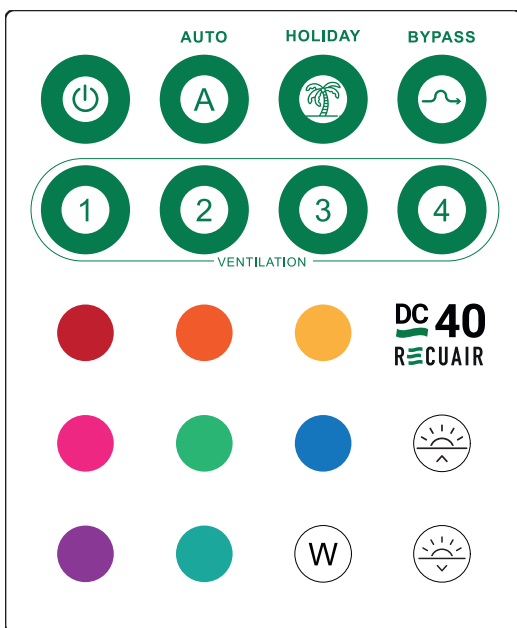 AUTO HOLIDAY BYPASS
A
1 2 3 4
VENTILATION
DC 40
RECUAIR
W